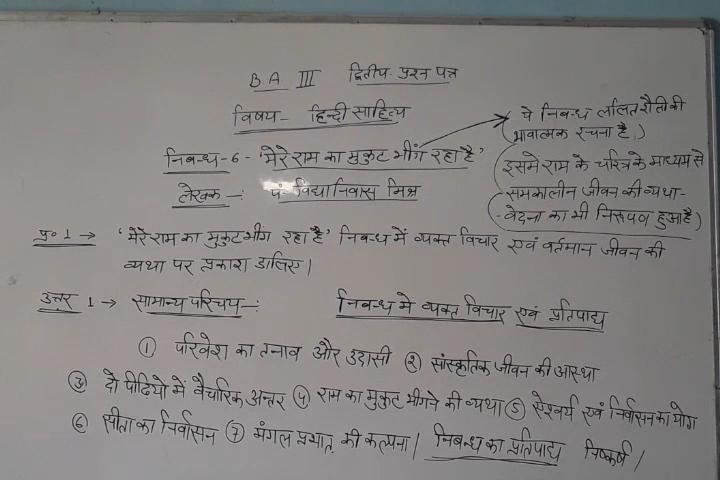 BA III द्वितीय प्रश्न पत्र
विषय- हिन्दी साहित्य
निबन्ध-6- 'मेरे राम का मुकुट भीग रहा है'
लेखक -: पं- विद्यानिवास मिश्र
ये निबन्ध ललित शैली की
(भावात्मक रचना है।)
(इसमें राम के चरित्र के माध्यम से
समकालीन जीवन की व्यथा-
-वेदना का भी निरूपण हुआ है)
प्र० 1 → 'मेरे राम का मुकुट भीग रहा है' निबन्ध में व्यक्त विचार एवं वर्तमान जीवन की
व्यथा पर प्रकाश डालिए।
उत्तर 1 → सामान्य परिचय-: निबन्ध मे व्यक्त विचार एवं प्रतिपाद्य
① परिवेश का तनाव और उदासी ② सांस्कृतिक जीवन की आस्था
③ दो पीढियो में वैचारिक अन्तर ④ राम का मुकुट भीगने की व्यथा ⑤ ऐश्वर्य एवं निर्वासन का योग
⑥ सीता का निर्वासन ⑦ मंगल प्रभात् की कल्पना। निबन्ध का प्रतिपाद्य निष्कर्ष।